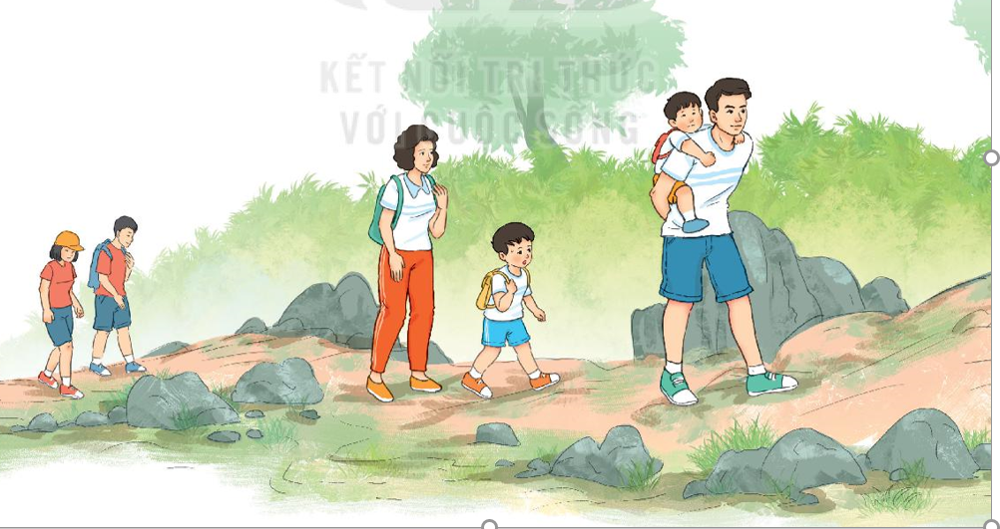 KẾT NỐI TRI THỨC
VỚI CUỘC SỐNG